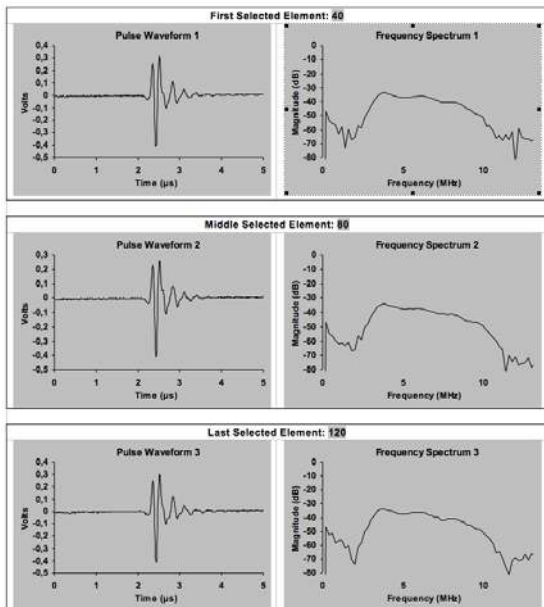 First Selected Element: 40
Pulse Waveform 1
0,4
0,3
0,2
0,1
0
-0,1
-0,2
-0,3
-0,4
-0,5
Volts
0 1 2 3 4 5
Time (µs)
Frequency Spectrum 1
0
-10
-20
-30
-40
-50
-60
-70
-80
Magnitude (dB)
0 5 10
Frequency (MHz)
Middle Selected Element: 80
Pulse Waveform 2
0,3
0,2
0,1
0
-0,1
-0,2
-0,3
-0,4
-0,5
Volts
0 1 2 3 4 5
Time (µs)
Frequency Spectrum 2
0
-10
-20
-30
-40
-50
-60
-70
-80
Magnitude (dB)
0 5 10
Frequency (MHz)
Last Selected Element: 120
Pulse Waveform 3
0,4
0,3
0,2
0,1
0
-0,1
-0,2
-0,3
-0,4
-0,5
Volts
0 1 2 3 4 5
Time (µs)
Frequency Spectrum 3
0
-10
-20
-30
-40
-50
-60
-70
-80
Magnitude (dB)
0 5 10
Frequency (MHz)